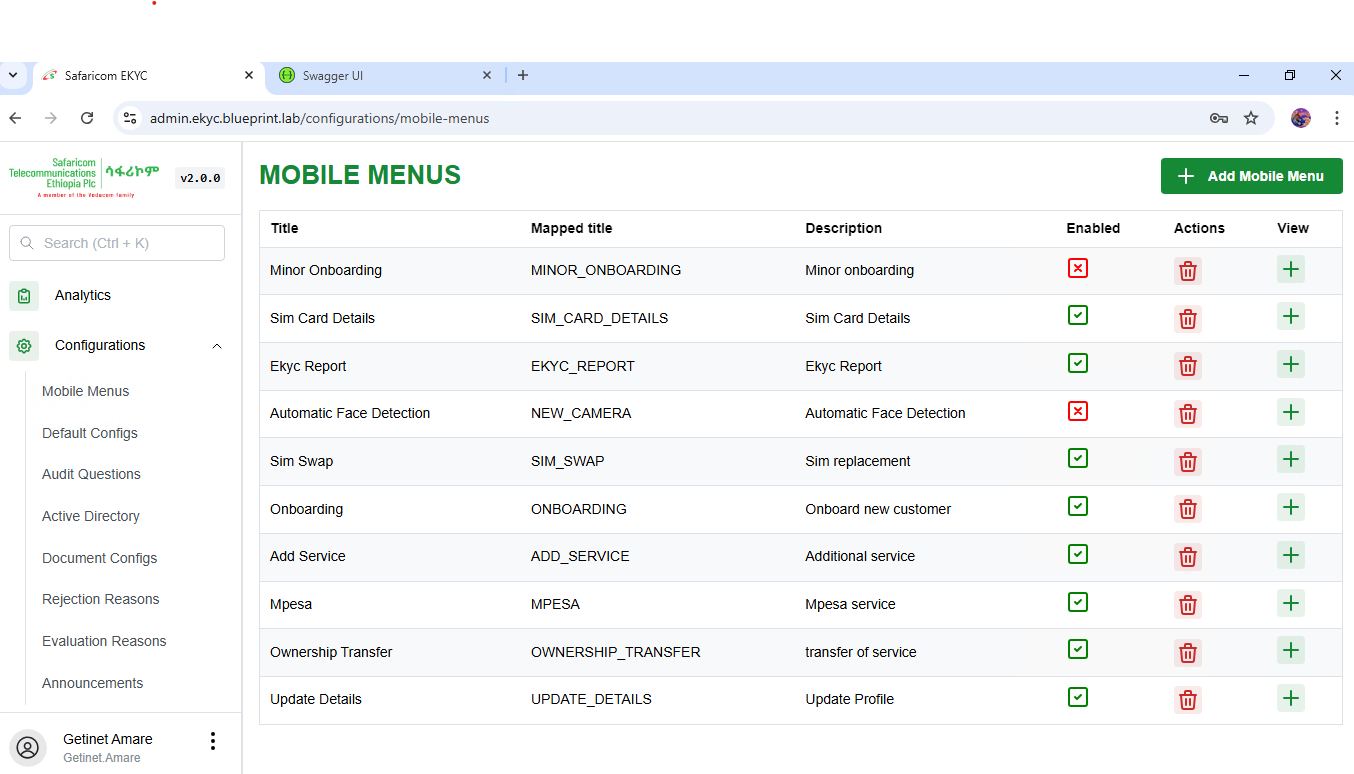 Safaricom EKYC
Swagger UI
admin.ekyc.blueprint.lab/configurations/mobile-menus
Safaricom
Telecommunications
Ethiopia Plc
ሳፋሪኮም
A member of the Vodacom family
v2.0.0
Search (Ctrl + K)
Analytics
Configurations
Mobile Menus
Default Configs
Audit Questions
Active Directory
Document Configs
Rejection Reasons
Evaluation Reasons
Announcements
Getinet Amare
Getinet.Amare
MOBILE MENUS
Add Mobile Menu
Title Mapped title Description Enabled Actions View
Minor Onboarding MINOR_ONBOARDING Minor onboarding
Sim Card Details SIM_CARD_DETAILS Sim Card Details
Ekyc Report EKYC_REPORT Ekyc Report
Automatic Face Detection NEW_CAMERA Automatic Face Detection
Sim Swap SIM_SWAP Sim replacement
Onboarding ONBOARDING Onboard new customer
Add Service ADD_SERVICE Additional service
Mpesa MPESA Mpesa service
Ownership Transfer OWNERSHIP_TRANSFER transfer of service
Update Details UPDATE_DETAILS Update Profile